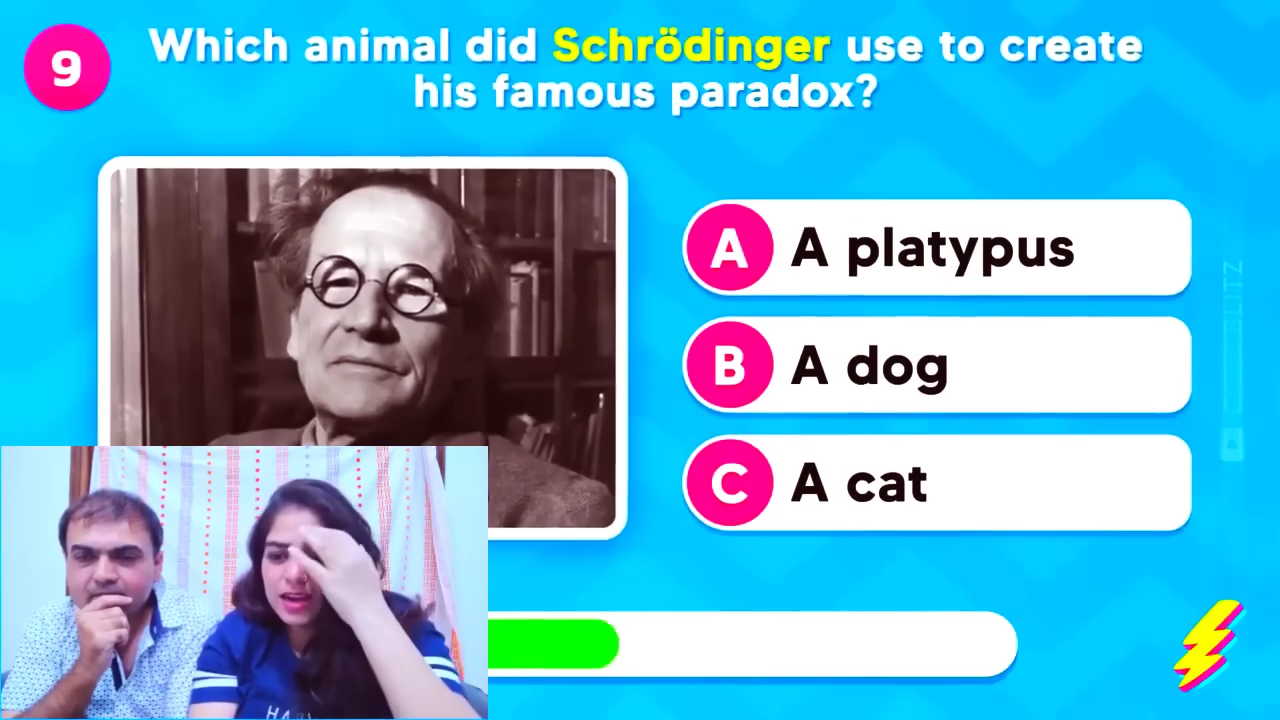 9
Which animal did Schrödinger use to create
his famous paradox?
A A platypus
B A dog
C A cat